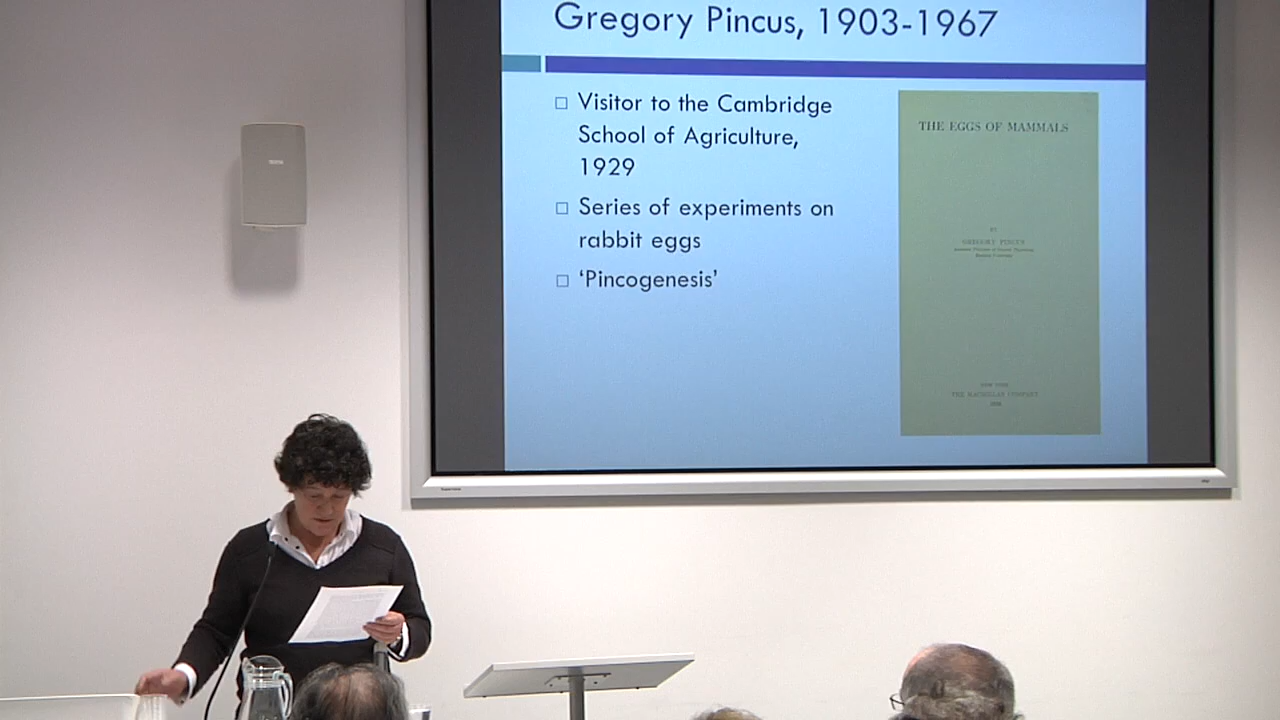 Gregory Pincus, 1903-1967
□ Visitor to the Cambridge
School of Agriculture,
1929
□ Series of experiments on
rabbit eggs
□ ‘Pincogenesis’
THE EGGS OF MAMMALS
BY
GREGORY PINCUS
NEW YORK
THE MACMILLAN COMPANY